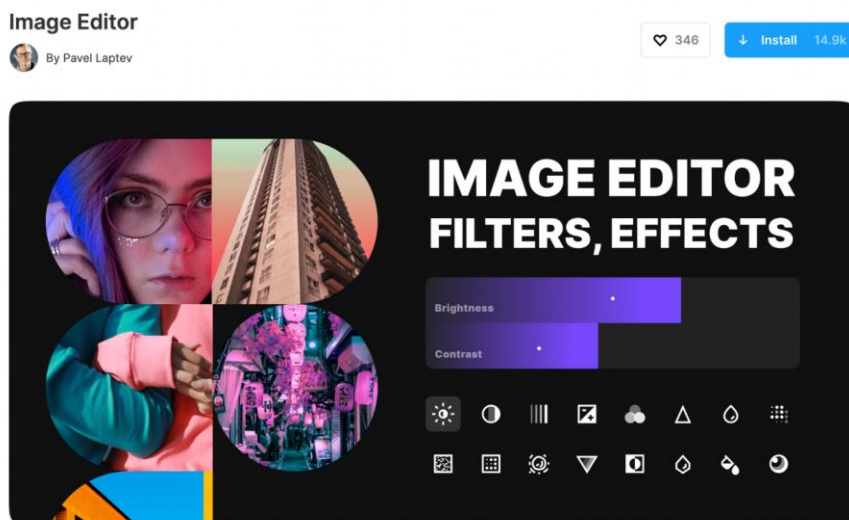 Image Editor
By Pavel Laptev
346
Install 14.9k
IMAGE EDITOR
FILTERS, EFFECTS
Brightness
Contrast